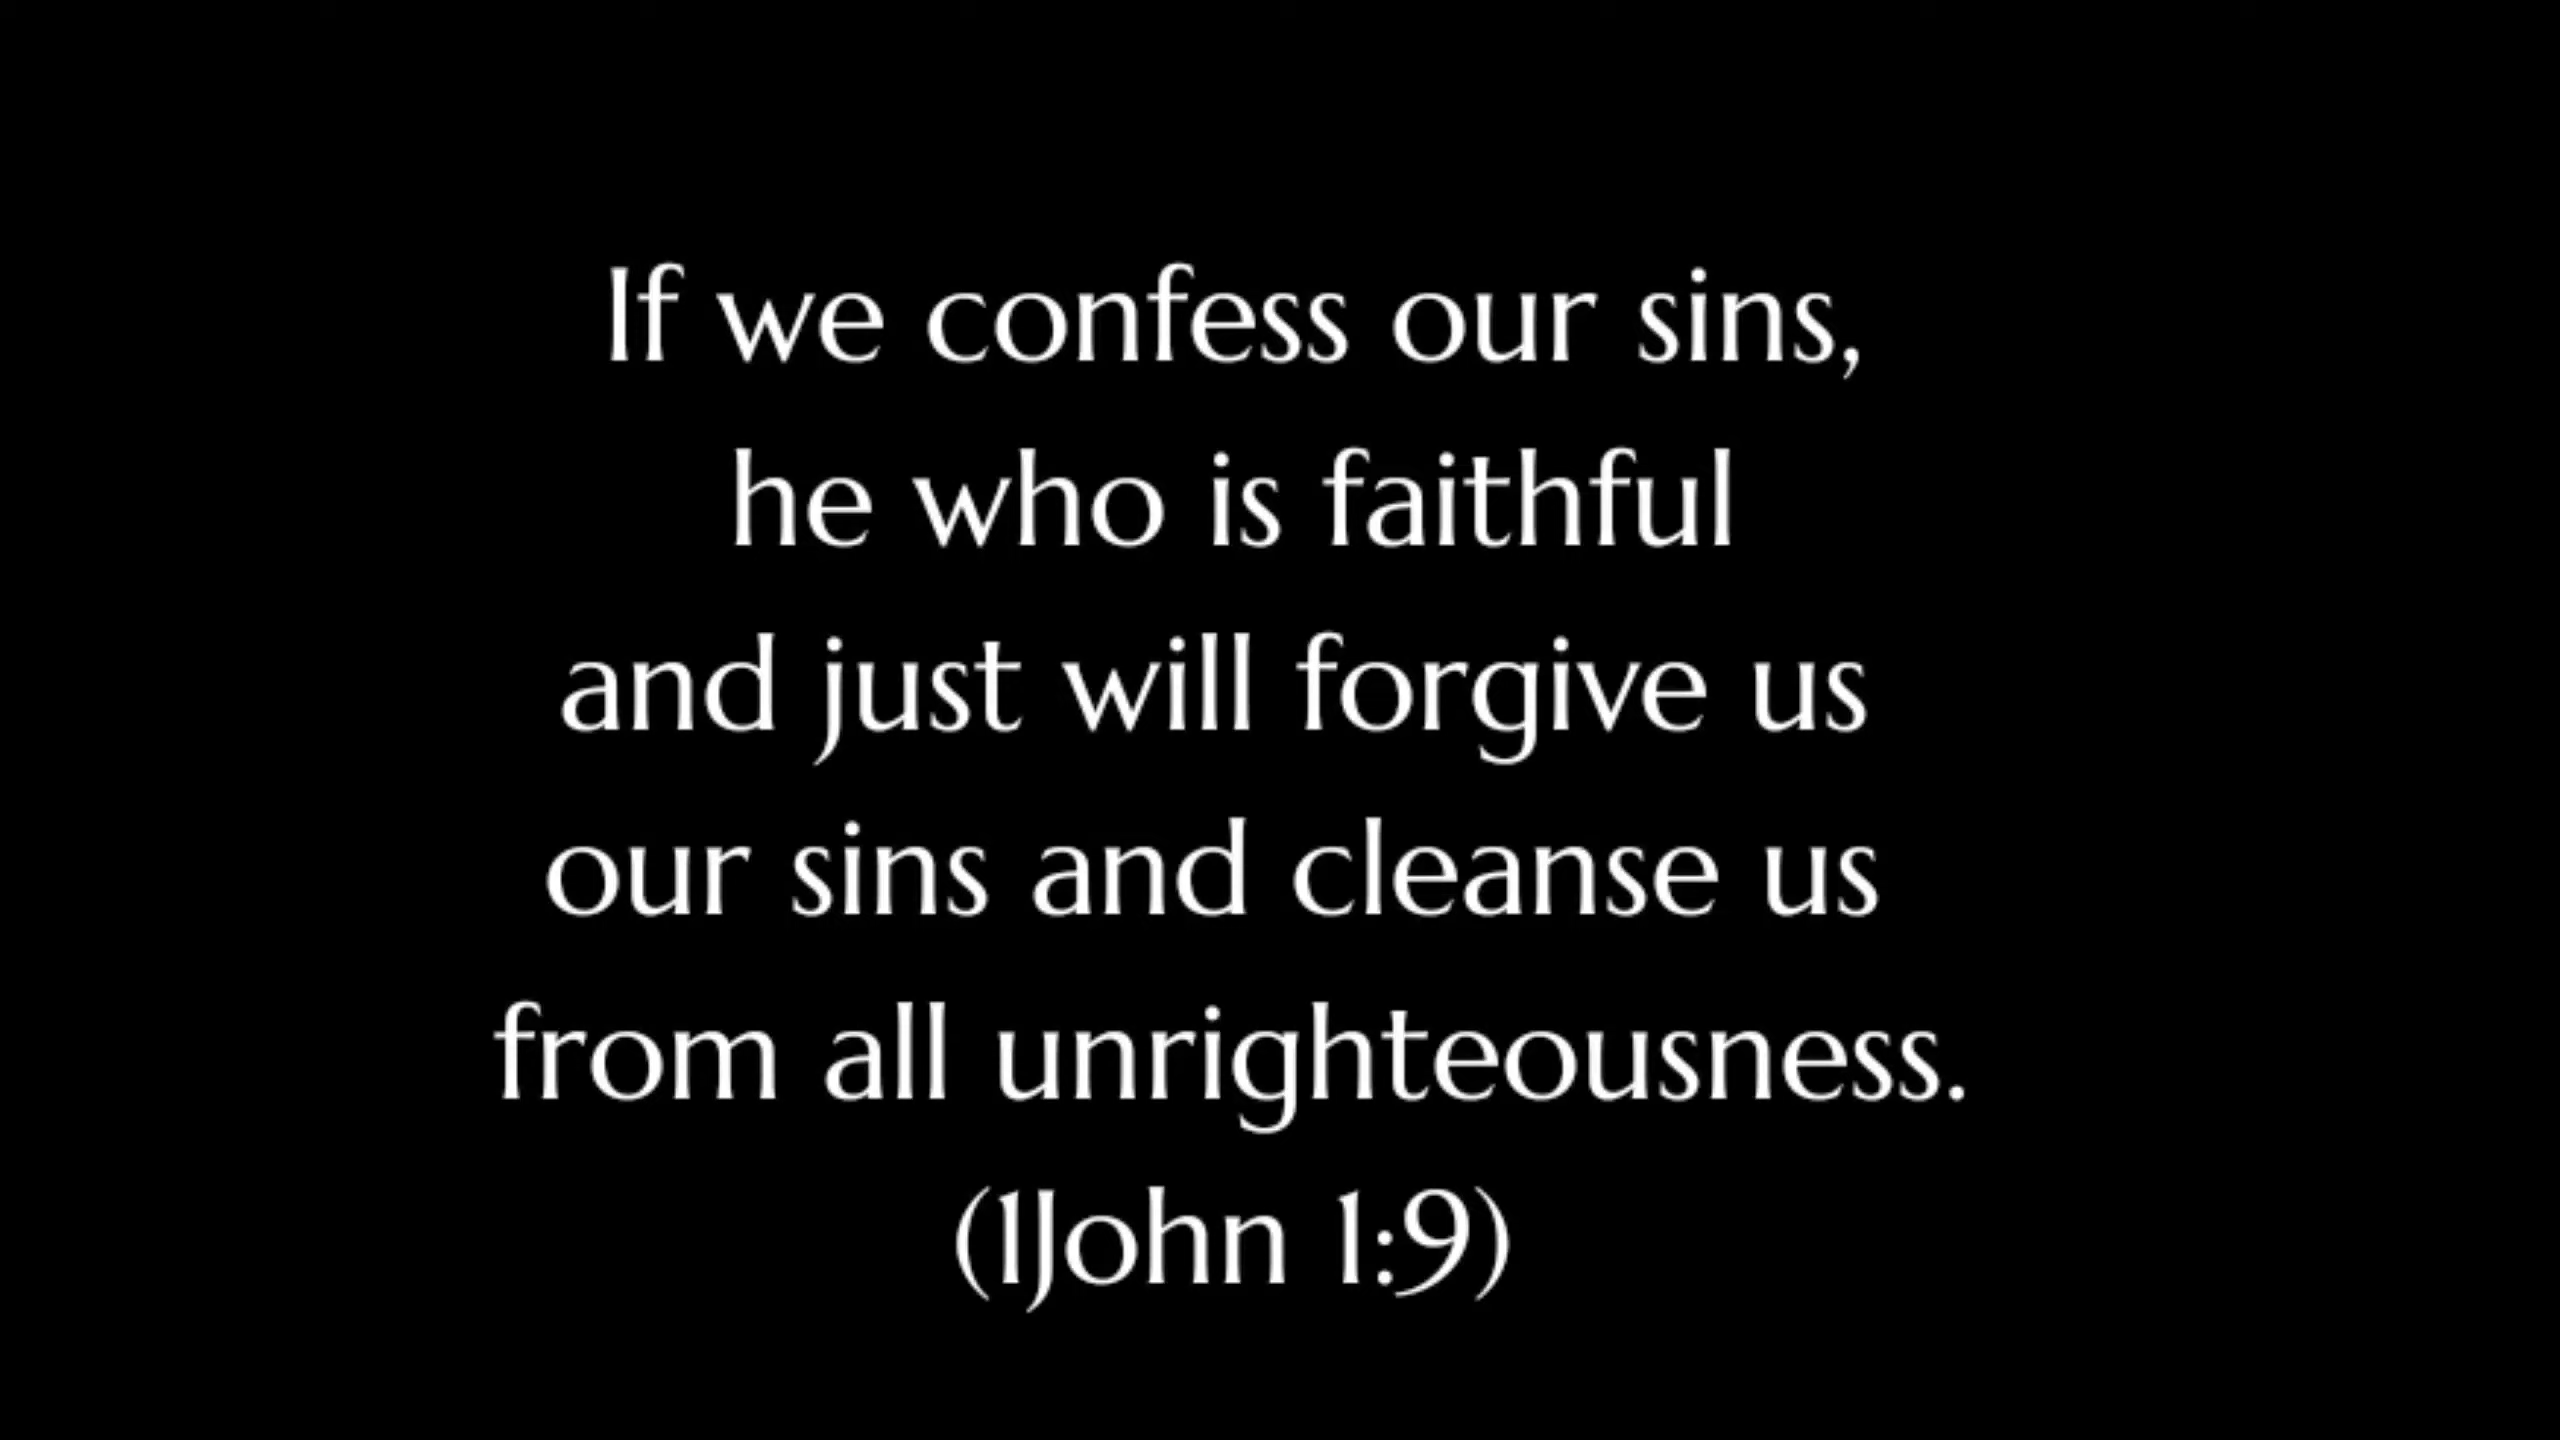 If we confess our sins,
he who is faithful
and just will forgive us
our sins and cleanse us
from all unrighteousness.
(1John 1:9)